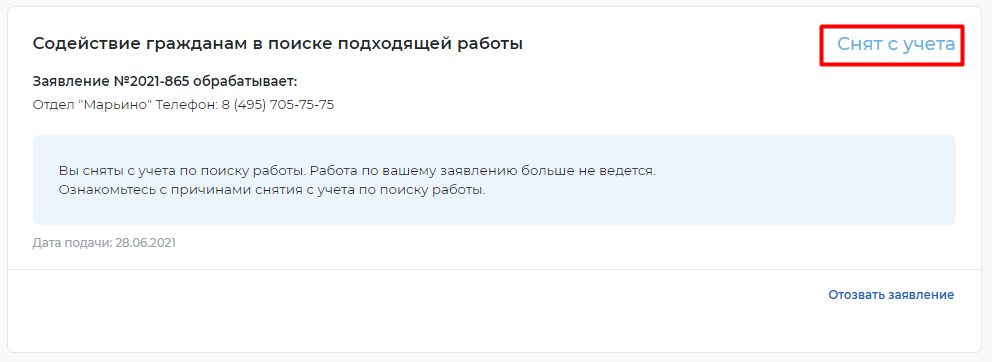 Содействие гражданам в поиске подходящей работы
Снят с учета
Заявление №2021-865 обрабатывает:
Отдел "Марьино" Телефон: 8 (495) 705-75-75
Вы сняты с учета по поиску работы. Работа по вашему заявлению больше не ведется.
Ознакомьтесь с причинами снятия с учета по поиску работы.
Дата подачи: 28.06.2021
Отозвать заявление